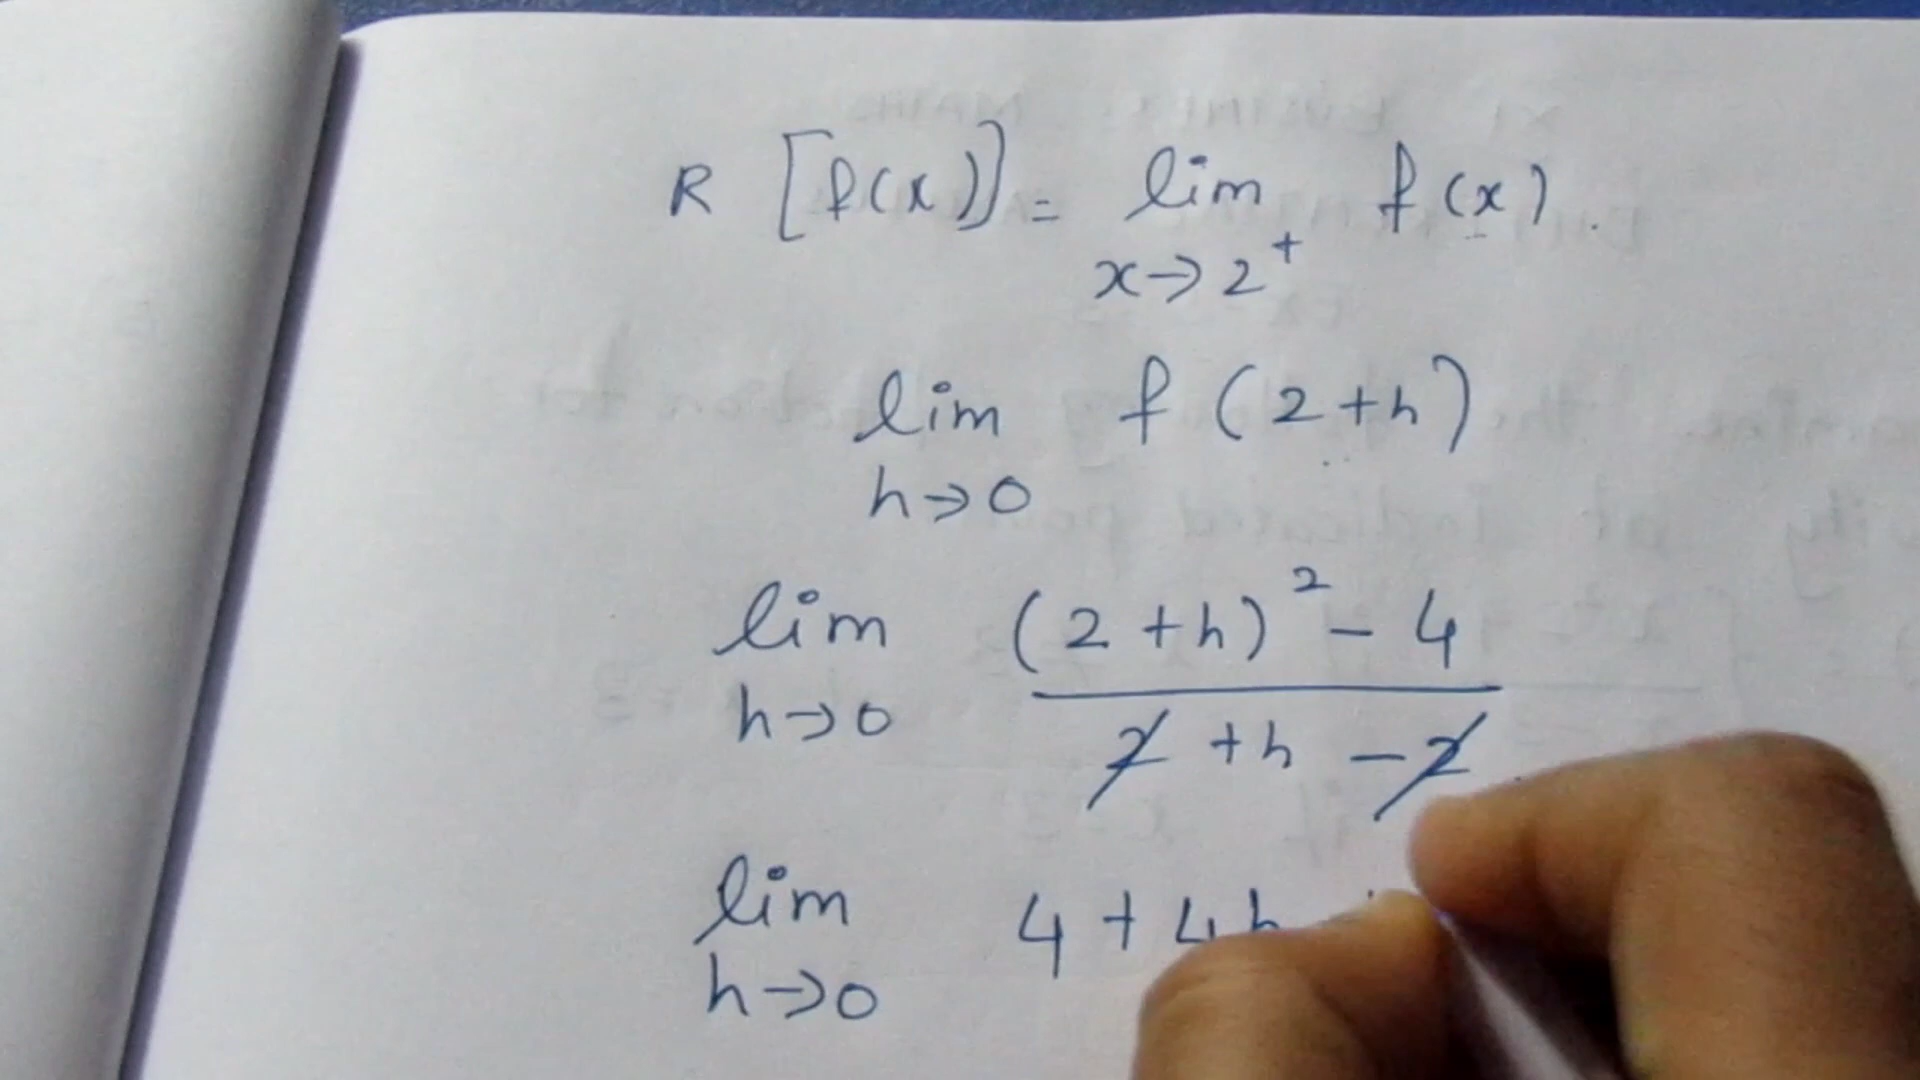 R [f(x)] = lim f(x).
x→2⁺
lim f(2+h)
h→0
lim (2+h)² - 4
h→0 2 + h - 2
lim 4 + 4h
h→0